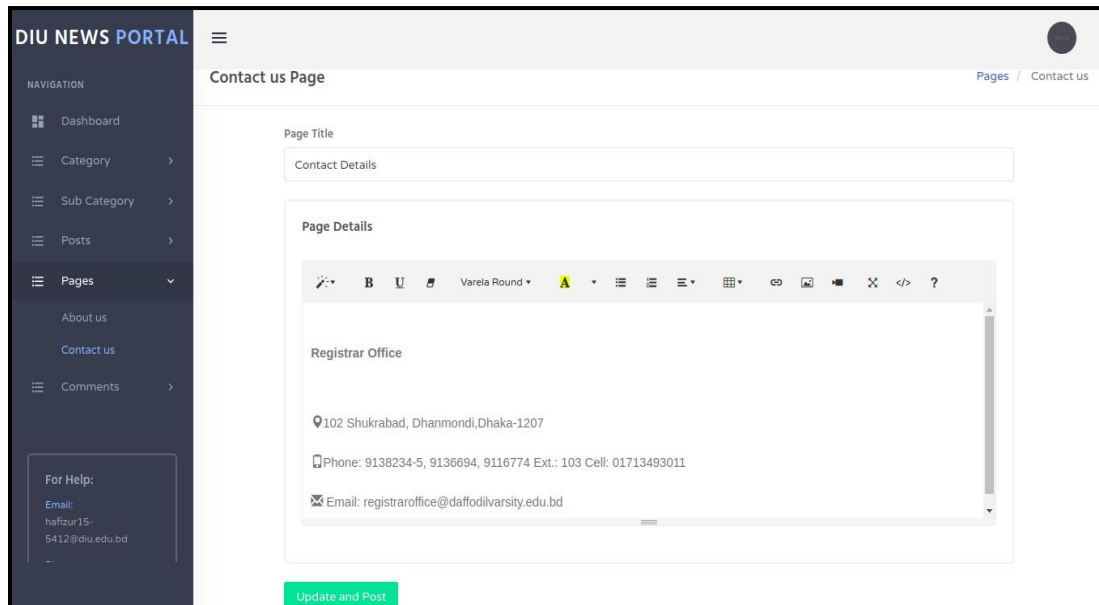 DIU NEWS PORTAL
NAVIGATION
Dashboard
Category
Sub Category
Posts
Pages
About us
Contact us
Comments
For Help:
Email:
hafizur15-
5412@diu.edu.bd
Contact us Page
Pages / Contact us
Page Title
Contact Details
Page Details
B U Varela Round A </> ?
Registrar Office
102 Shukrabad, Dhanmondi,Dhaka-1207
Phone: 9138234-5, 9136694, 9116774 Ext.: 103 Cell: 01713493011
Email: registraroffice@daffodilvarsity.edu.bd
Update and Post